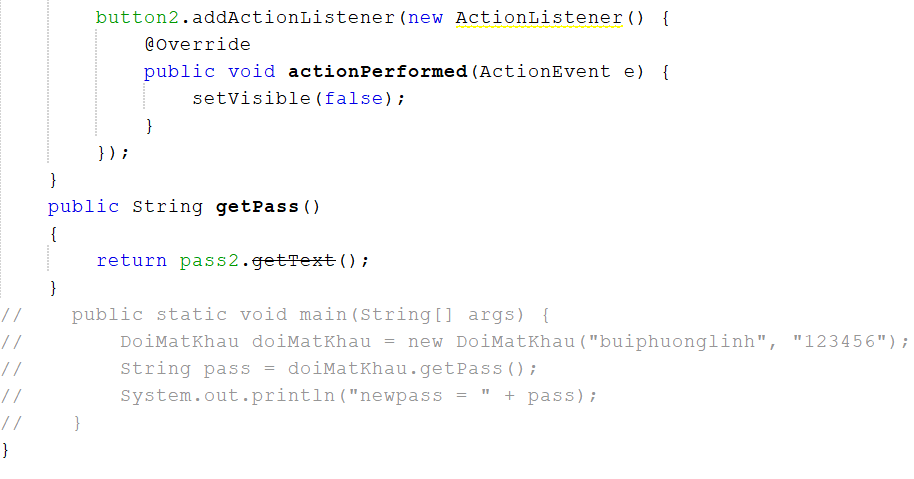 button2.addActionListener(new ActionListener() {
@Override
public void actionPerformed(ActionEvent e) {
setVisible(false);
}
});
}
public String getPass()
{
return pass2.getText();
}
// public static void main(String[] args) {
// DoiMatKhau doiMatKhau = new DoiMatKhau("buiphuonglinh", "123456");
// String pass = doiMatKhau.getPass();
// System.out.println("newpass = " + pass);
// }
}